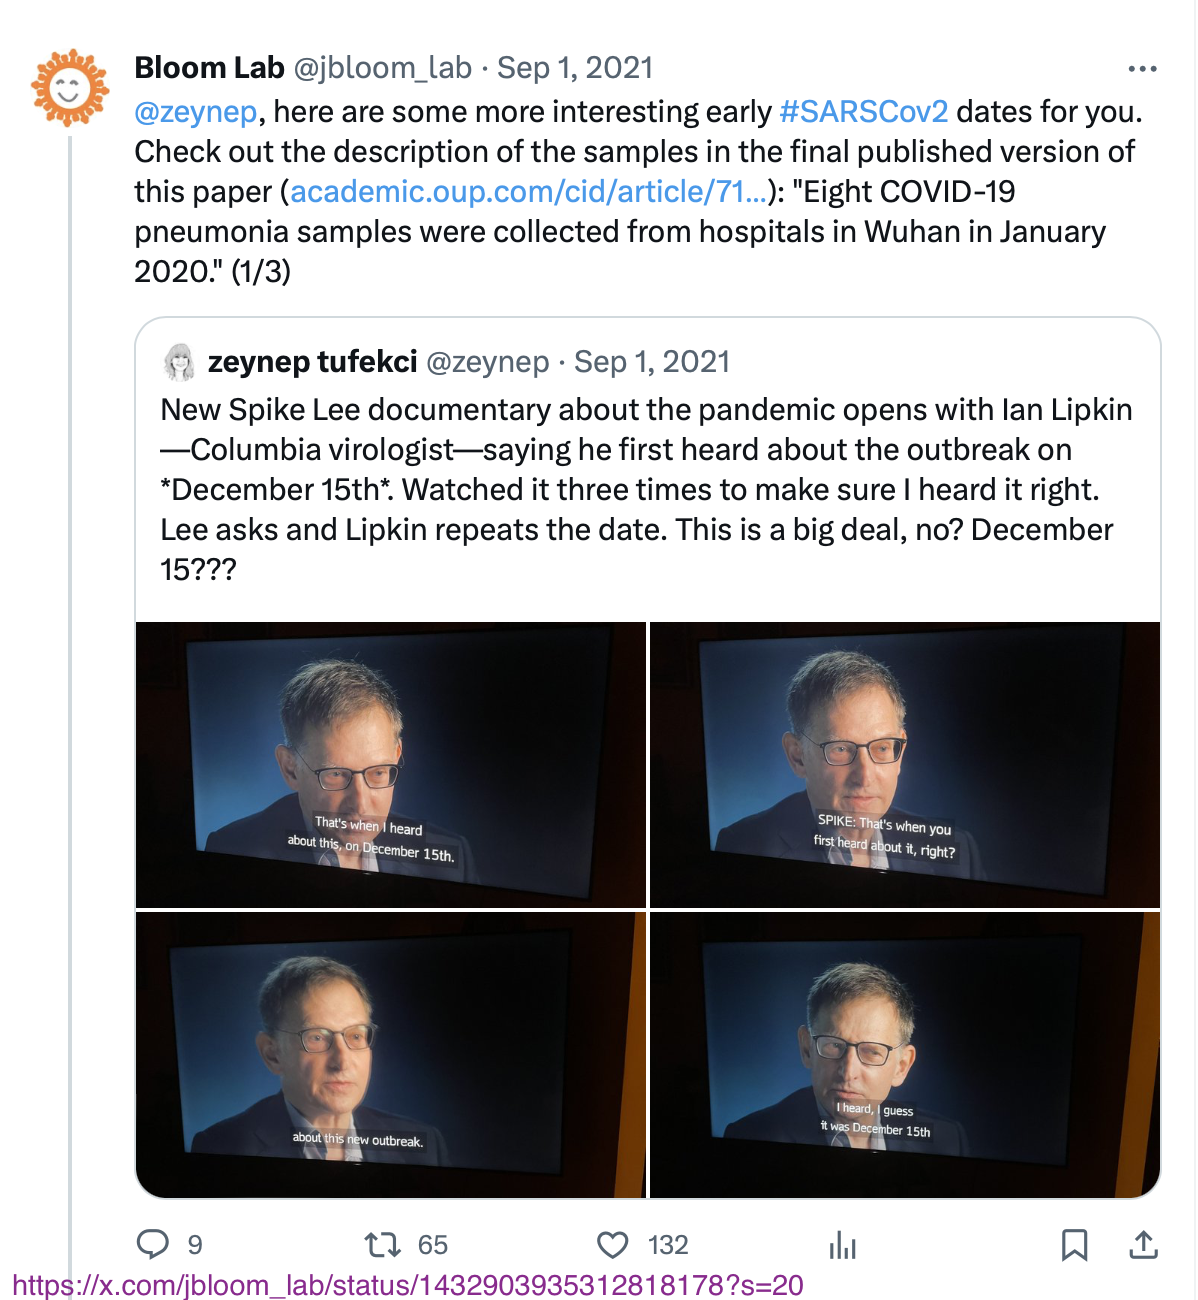 Bloom Lab @jbloom_lab · Sep 1, 2021
@zeynep, here are some more interesting early #SARSCov2 dates for you.
Check out the description of the samples in the final published version of
this paper (academic.oup.com/cid/article/71...): "Eight COVID-19
pneumonia samples were collected from hospitals in Wuhan in January
2020." (1/3)
zeynep tufekci @zeynep · Sep 1, 2021
New Spike Lee documentary about the pandemic opens with Ian Lipkin
—Columbia virologist—saying he first heard about the outbreak on
*December 15th*. Watched it three times to make sure I heard it right.
Lee asks and Lipkin repeats the date. This is a big deal, no? December
15???
That's when I heard
about this, on December 15th.
SPIKE: That's when you
first heard about it, right?
about this new outbreak.
I heard, I guess
it was December 15th
9 65 132
https://x.com/jbloom_lab/status/1432903935312818178?s=20